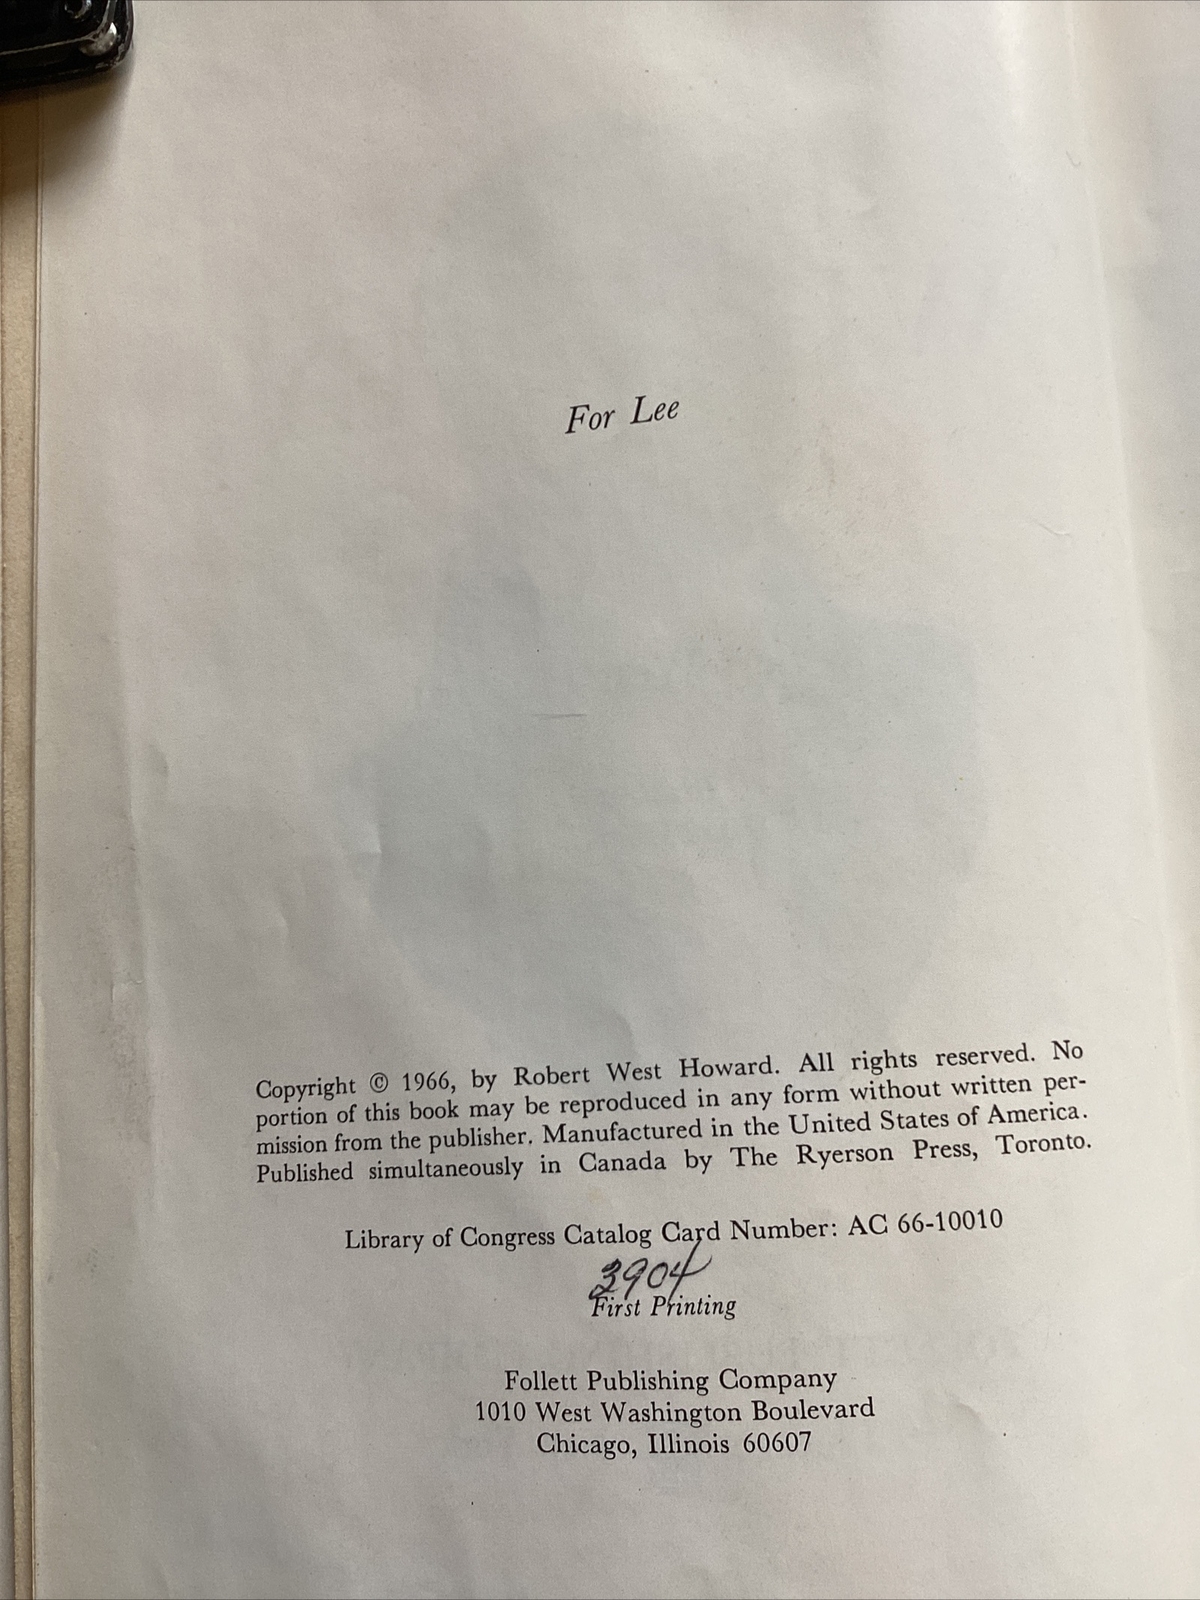 For Lee
Copyright © 1966, by Robert West Howard. All rights reserved. No
portion of this book may be reproduced in any form without written per-
mission from the publisher. Manufactured in the United States of America.
Published simultaneously in Canada by The Ryerson Press, Toronto.
Library of Congress Catalog Card Number: AC 66-10010
3904
First Printing
Follett Publishing Company
1010 West Washington Boulevard
Chicago, Illinois 60607